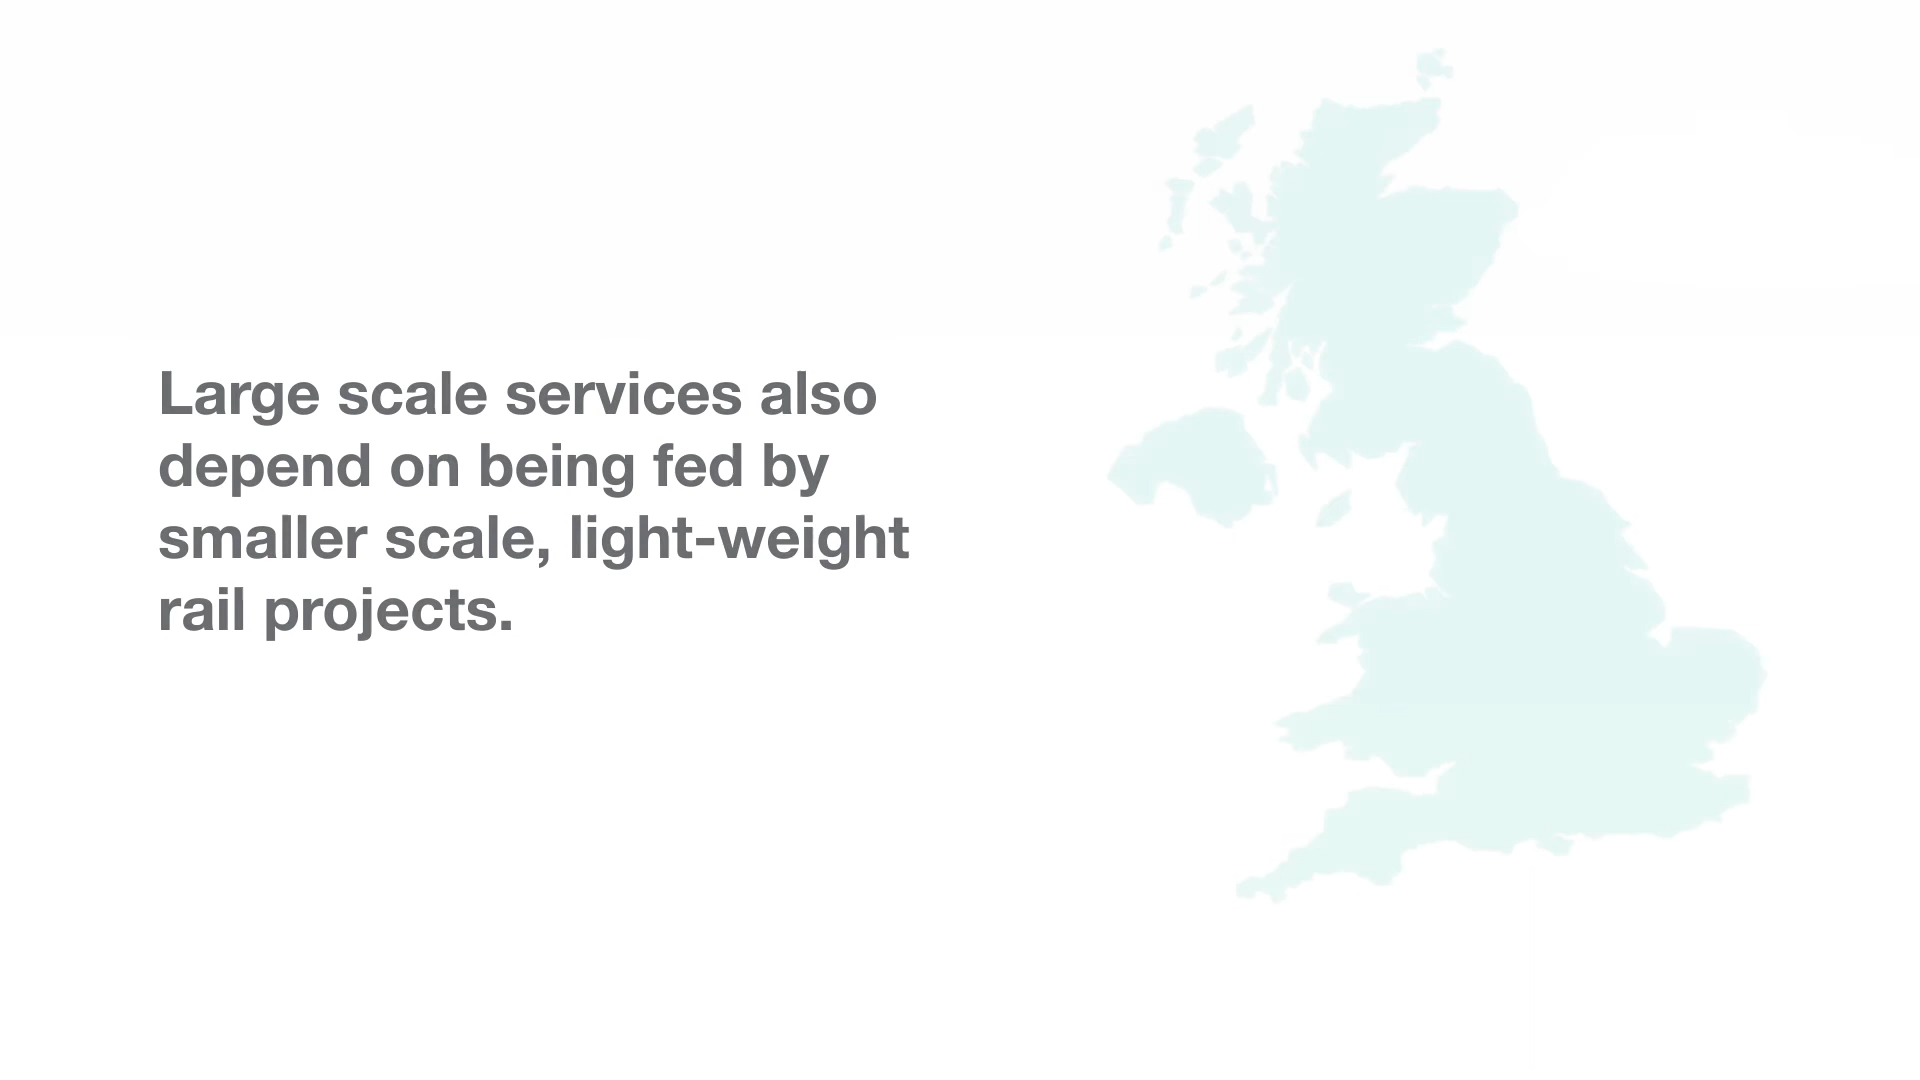 Large scale services also
depend on being fed by
smaller scale, light-weight
rail projects.